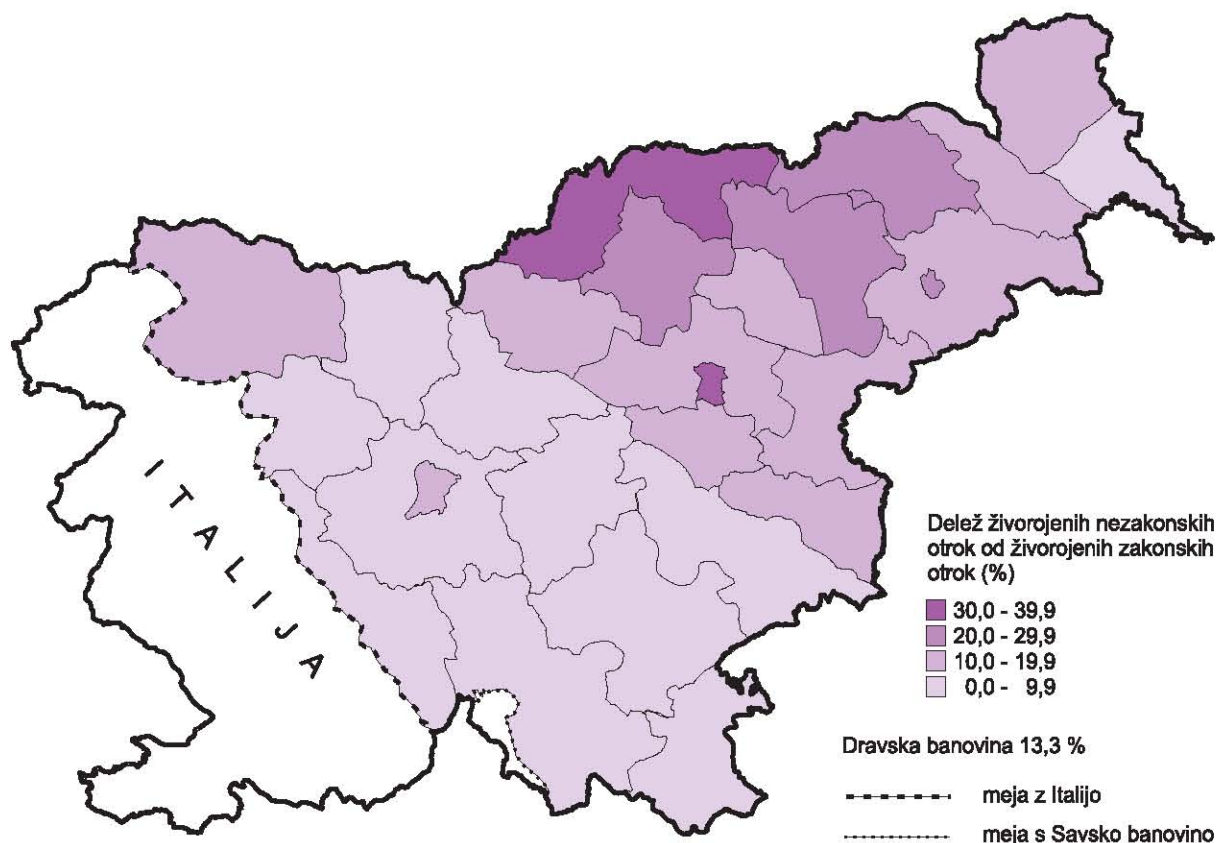 ITALIJA
Delež živorojenih nezakonskih
otrok od živorojenih zakonskih
otrok (%)
30,0 - 39,9
20,0 - 29,9
10,0 - 19,9
0,0 - 9,9
Dravska banovina 13,3 %
meja z Italijo
meja s Savsko banovino